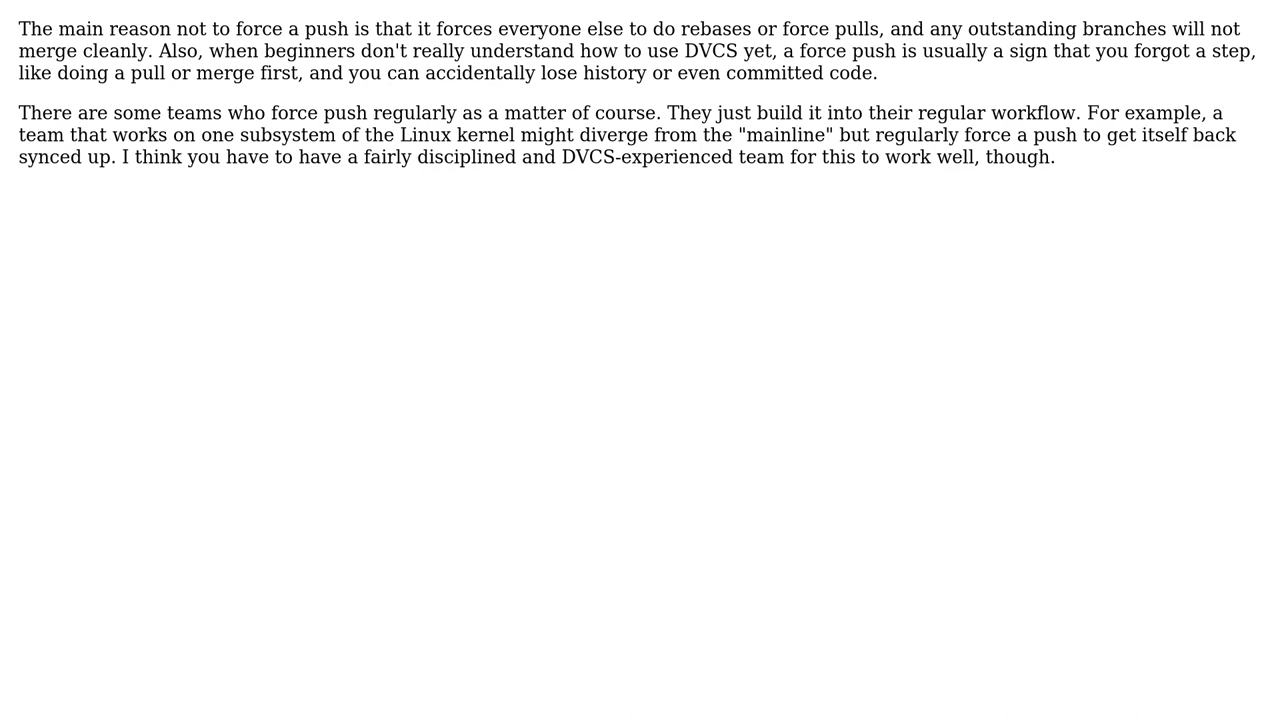 The main reason not to force a push is that it forces everyone else to do rebases or force pulls, and any outstanding branches will not
merge cleanly. Also, when beginners don't really understand how to use DVCS yet, a force push is usually a sign that you forgot a step,
like doing a pull or merge first, and you can accidentally lose history or even committed code.
There are some teams who force push regularly as a matter of course. They just build it into their regular workflow. For example, a
team that works on one subsystem of the Linux kernel might diverge from the "mainline" but regularly force a push to get itself back
synced up. I think you have to have a fairly disciplined and DVCS-experienced team for this to work well, though.